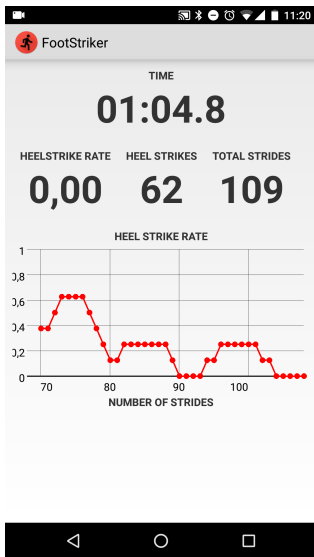 11:20
FootStriker
TIME
01:04.8
HEELSTRIKE RATE HEEL STRIKES TOTAL STRIDES
0,00 62 109
HEEL STRIKE RATE
1
0,8
0,6
0,4
0,2
0
70 80 90 100
NUMBER OF STRIDES